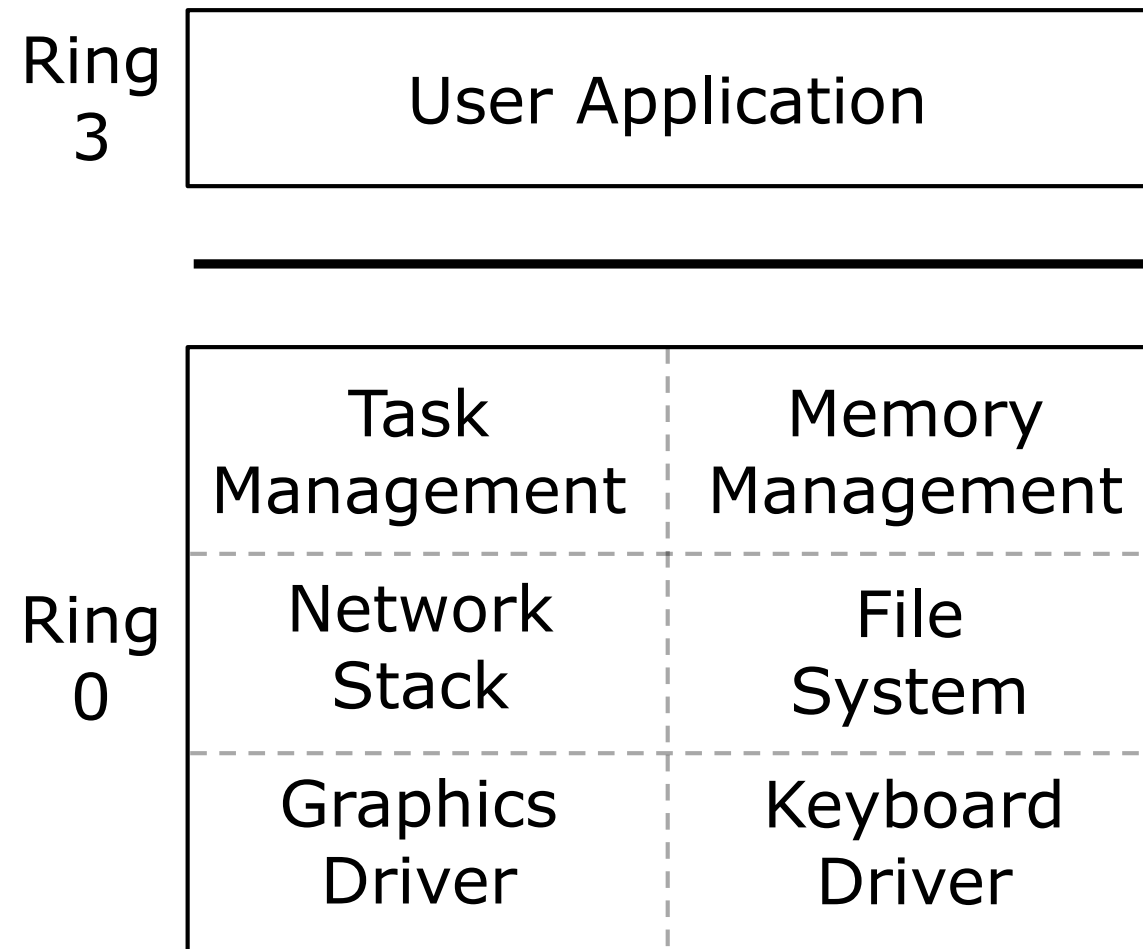 Ring
3
User Application
Task
Management
Memory
Management
Ring
0
Network
Stack
File
System
Graphics
Driver
Keyboard
Driver